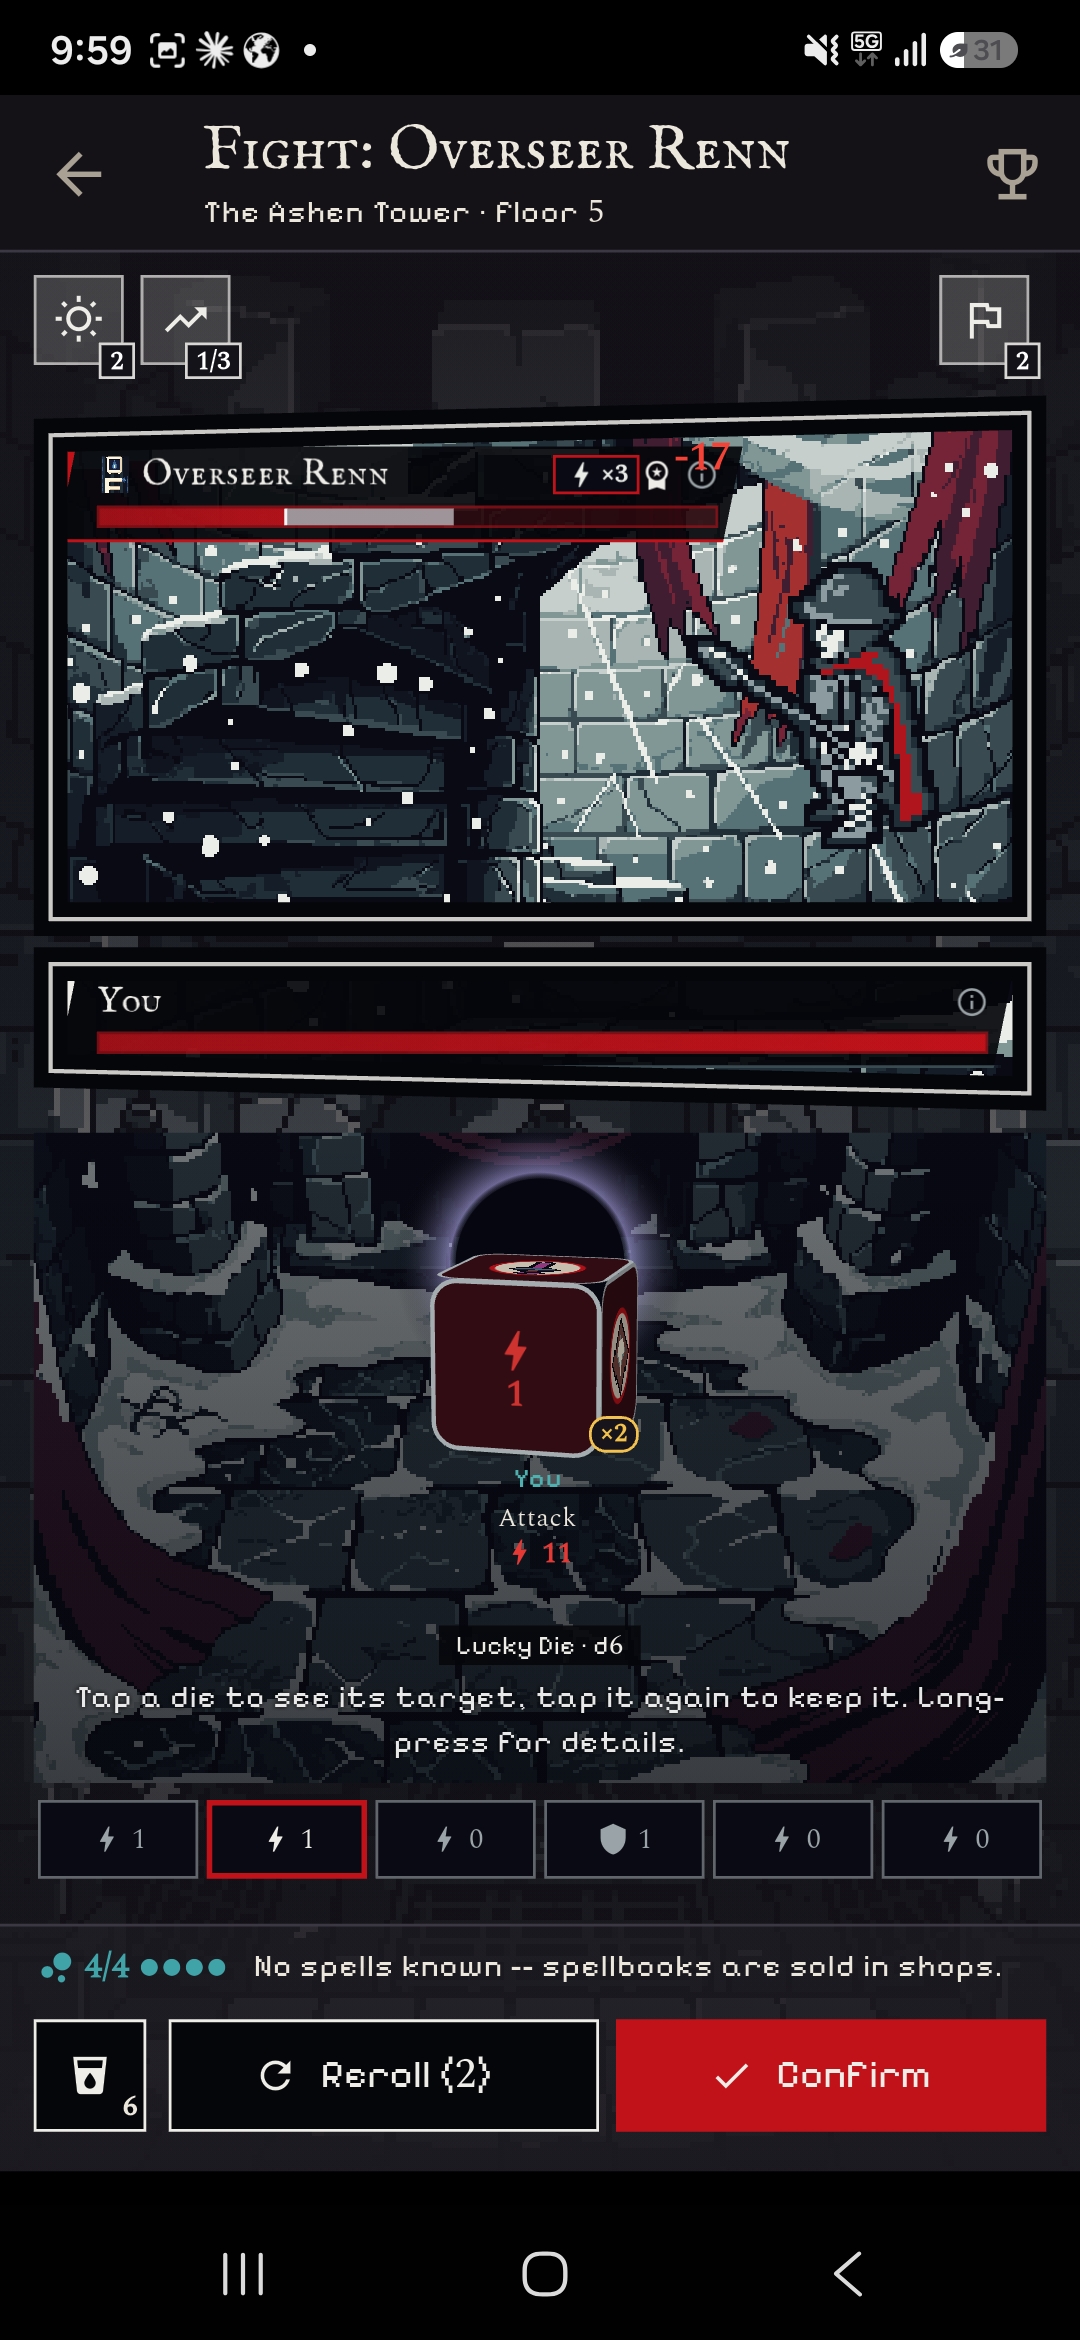 9:59
5G
31
Fight: Overseer Renn
The Ashen Tower · Floor 5
2
1/3
2
Overseer Renn
×3
-17
You
1
×2
You
Attack
11
Lucky Die · d6
Tap a die to see its target, tap it again to keep it. Long-
press for details.
1
1
0
1
0
0
4/4
No spells known -- spellbooks are sold in shops.
6
Reroll (2)
Confirm